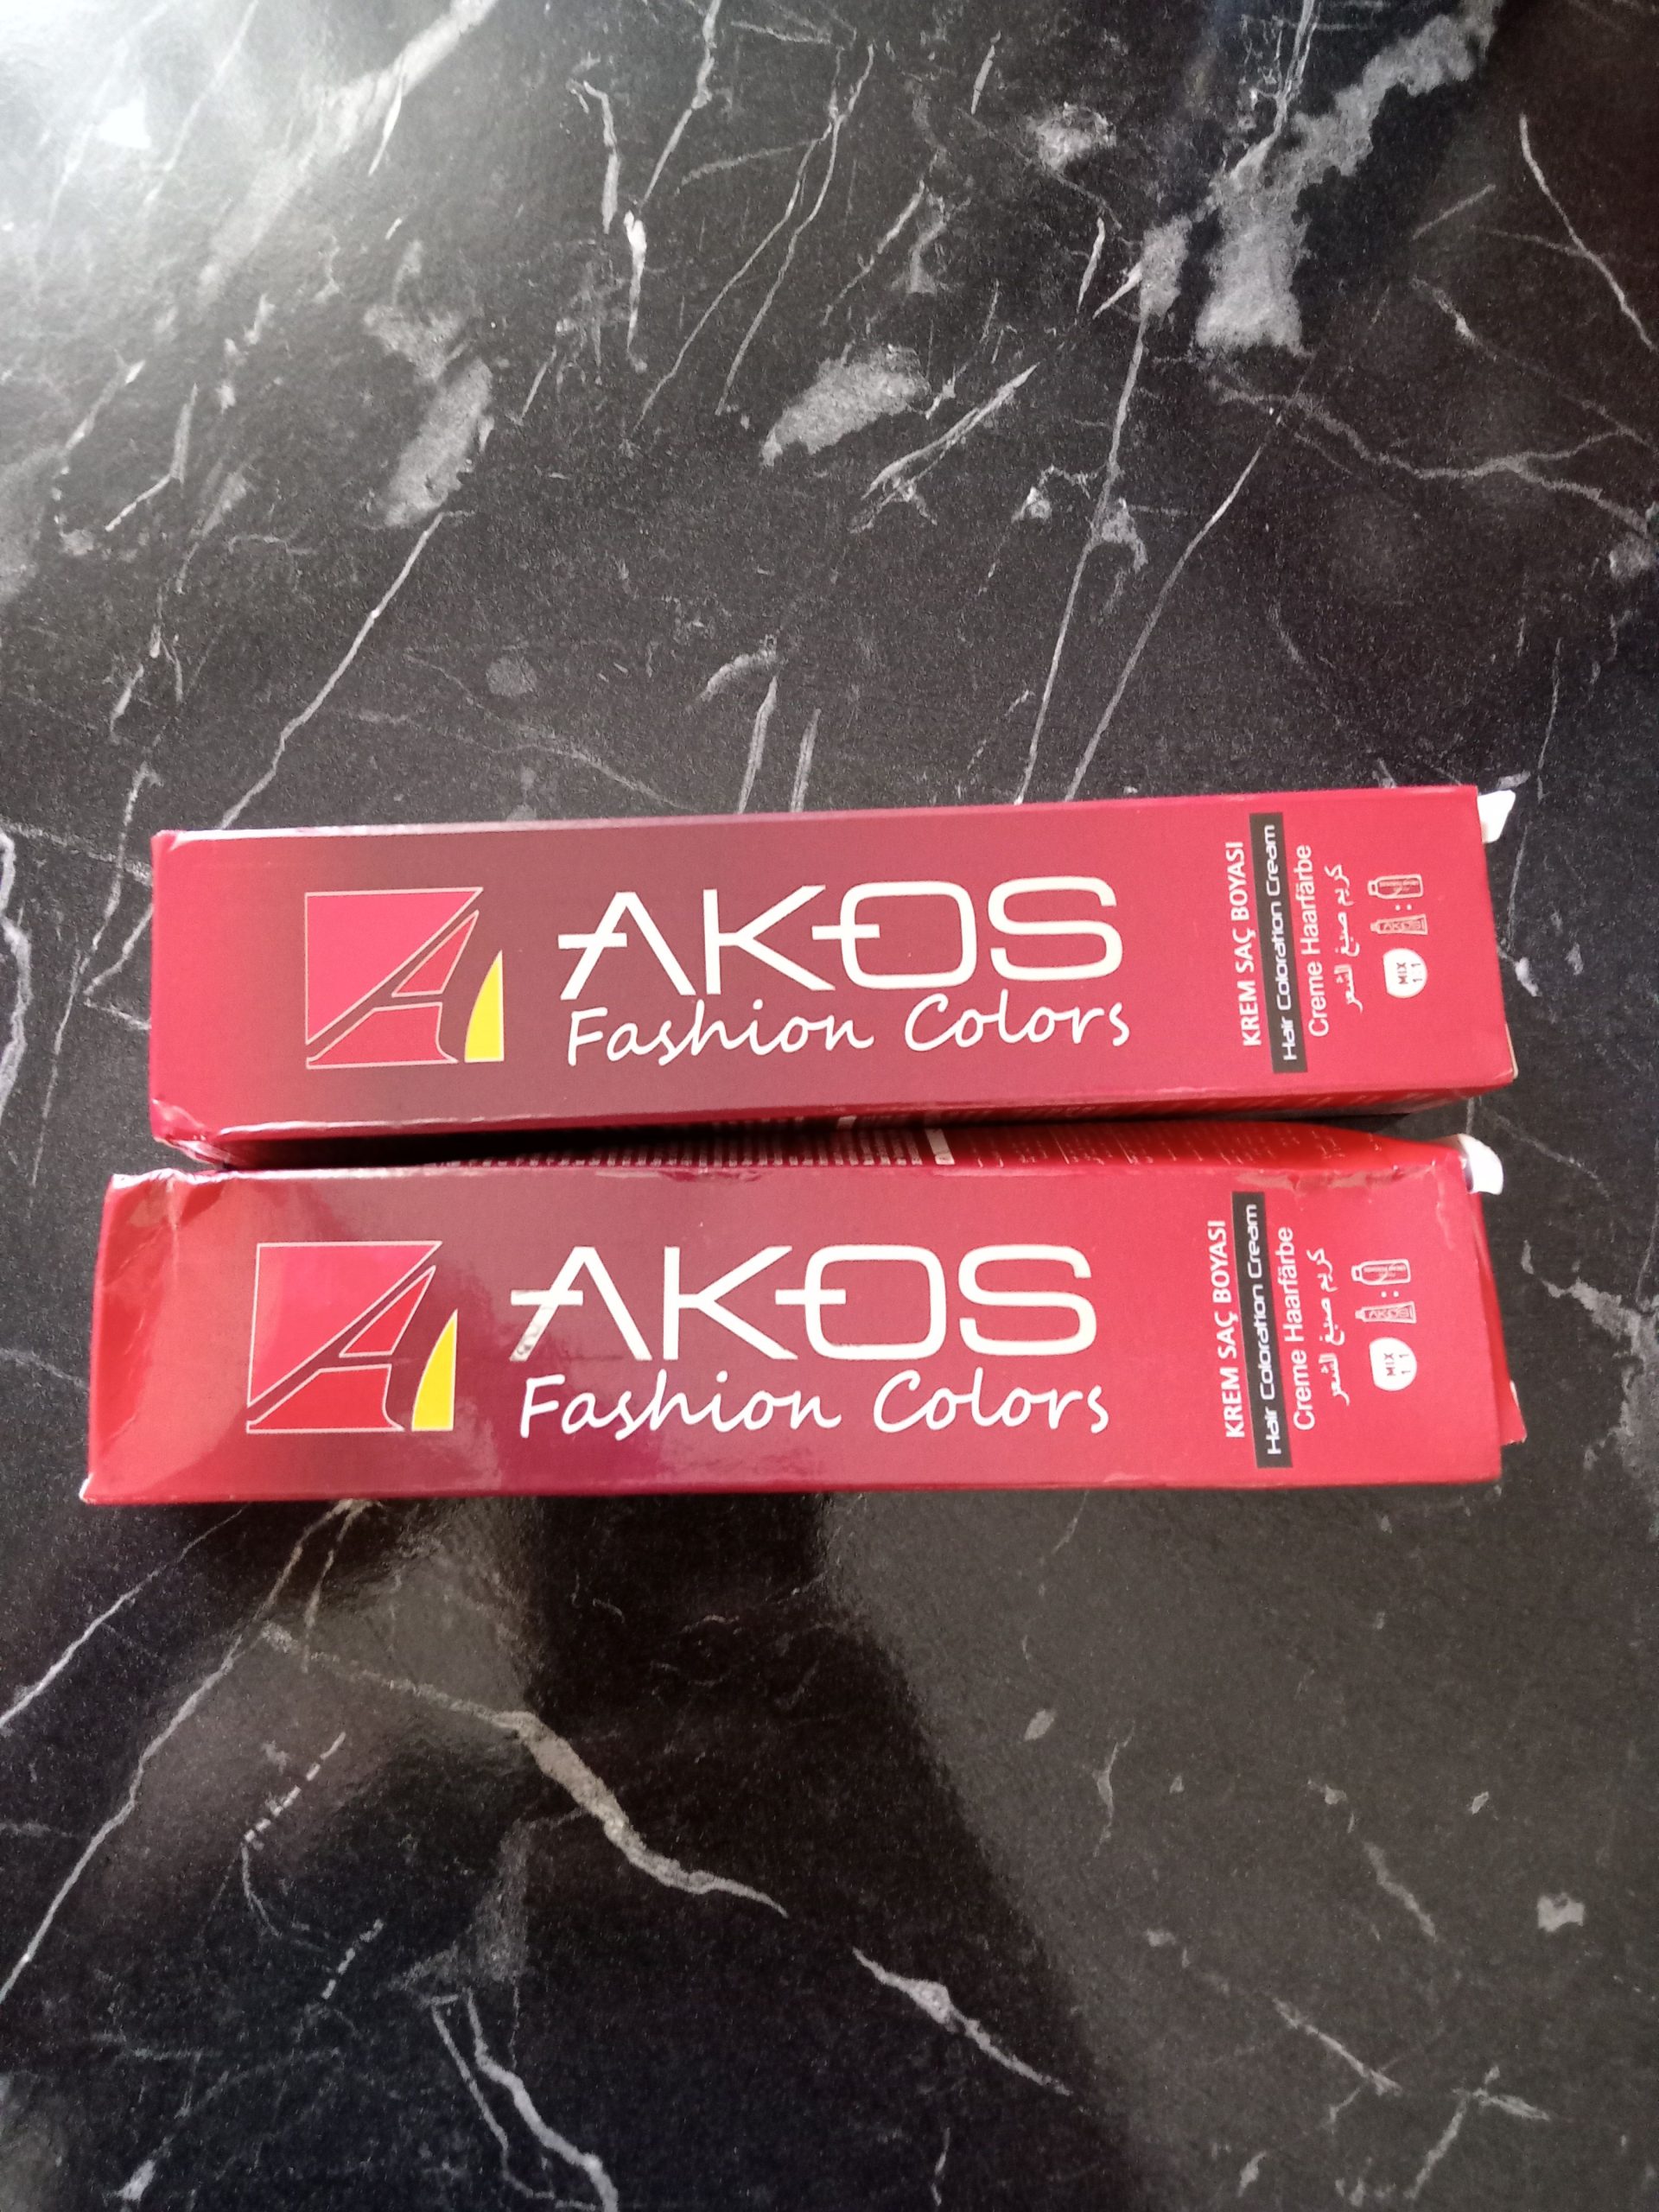 AKOS
Fashion Colors
KREM SAÇ BOYASI
Hair Coloration Cream
Creme Haarfärbe
كريم صبغ الشعر
MIX
1:1
AKOS
Fashion Colors
KREM SAÇ BOYASI
Hair Coloration Cream
Creme Haarfärbe
كريم صبغ الشعر
MIX
1:1